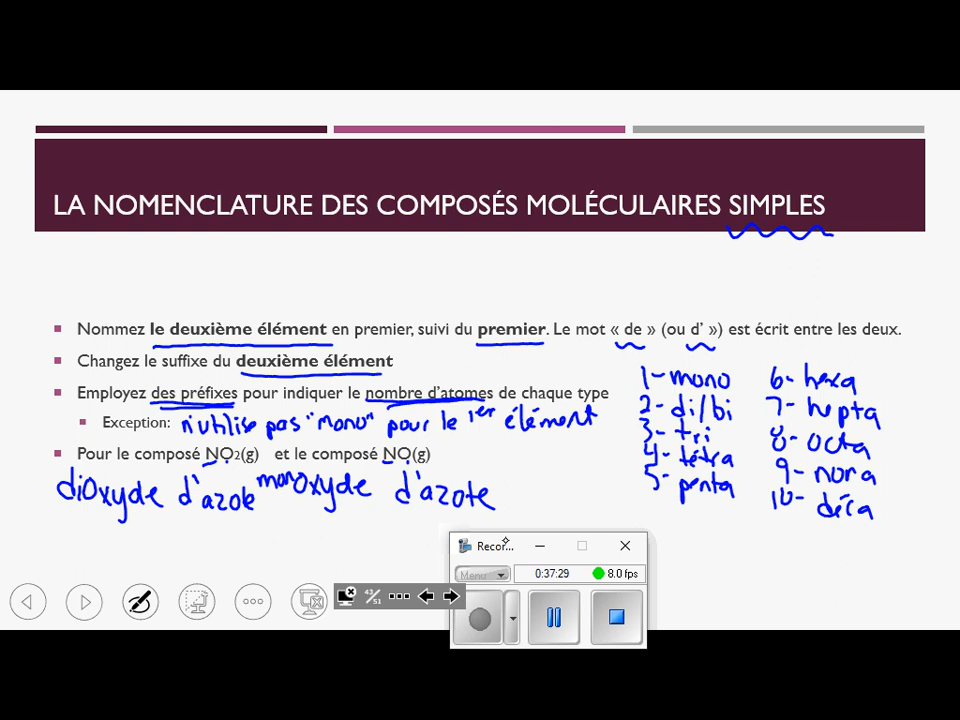 LA NOMENCLATURE DES COMPOSÉS MOLÉCULAIRES SIMPLES
Nommez le deuxième élément en premier, suivi du premier. Le mot « de » (ou d' ») est écrit entre les deux.
Changez le suffixe du deuxième élément
Employez des préfixes pour indiquer le nombre d'atomes de chaque type
Exception: n'utilise pas "mono" pour le 1er élément
Pour le composé NO2(g) et le composé NO(g)
dioxyde d'azote monoxyde d'azote
1- mono
2- di/bi
3- tri
4- tétra
5- penta
6- hexa
7- hepta
8- octa
9- nona
10- déca
Recor...
Menu
0:37:29
8.0 fps
43/51